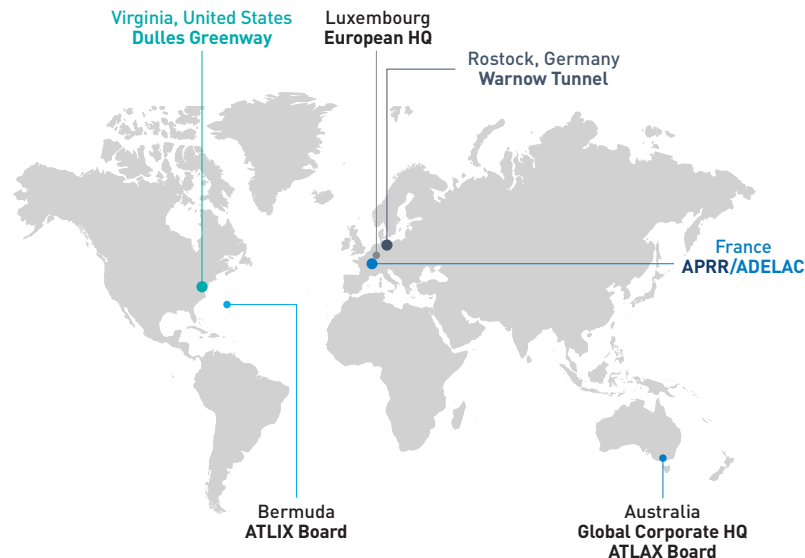 Virginia, United States
Dulles Greenway
Luxembourg
European HQ
Rostock, Germany
Warnow Tunnel
France
APRR/ADELAC
Bermuda
ATLIX Board
Australia
Global Corporate HQ
ATLAX Board